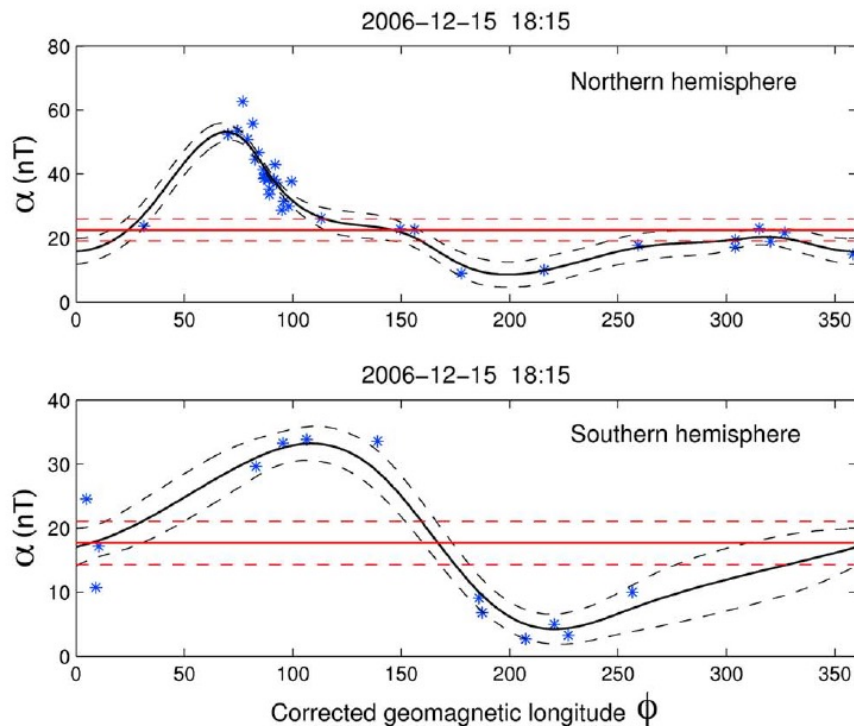 2006-12-15 18:15
Northern hemisphere
α (nT)
80
60
40
20
0
0 50 100 150 200 250 300 350
2006-12-15 18:15
Southern hemisphere
α (nT)
40
30
20
10
0
0 50 100 150 200 250 300 350
Corrected geomagnetic longitude ϕ